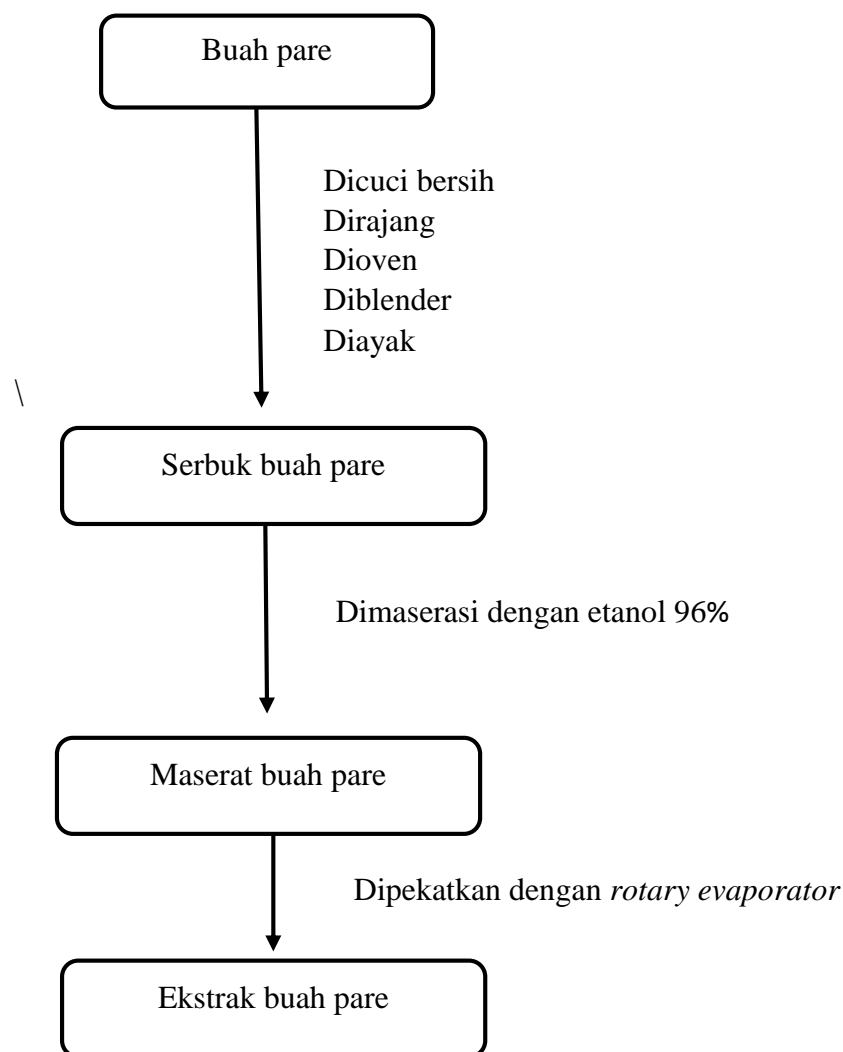 Buah pare
Dicuci bersih
Dirajang
Dioven
Diblender
Diayak
\
Serbuk buah pare
Dimaserasi dengan etanol 96%
Maserat buah pare
Dipekatkan dengan rotary evaporator
Ekstrak buah pare